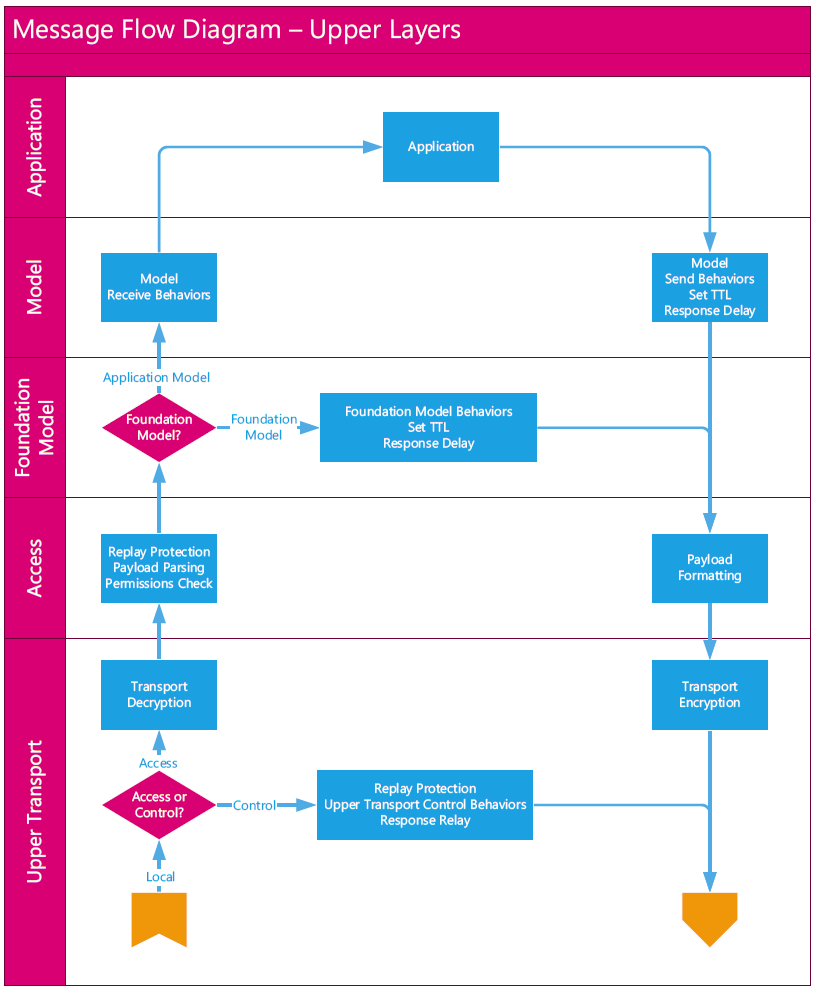 Message Flow Diagram – Upper Layers
Application
Application
Model
Model
Receive Behaviors
Model
Send Behaviors
Set TTL
Response Delay
Application Model
Foundation
Model
Foundation
Model?
Foundation
Model
Foundation Model Behaviors
Set TTL
Response Delay
Access
Replay Protection
Payload Parsing
Permissions Check
Payload
Formatting
Upper Transport
Transport
Decryption
Transport
Encryption
Access
Access or
Control?
Control
Replay Protection
Upper Transport Control Behaviors
Response Relay
Local